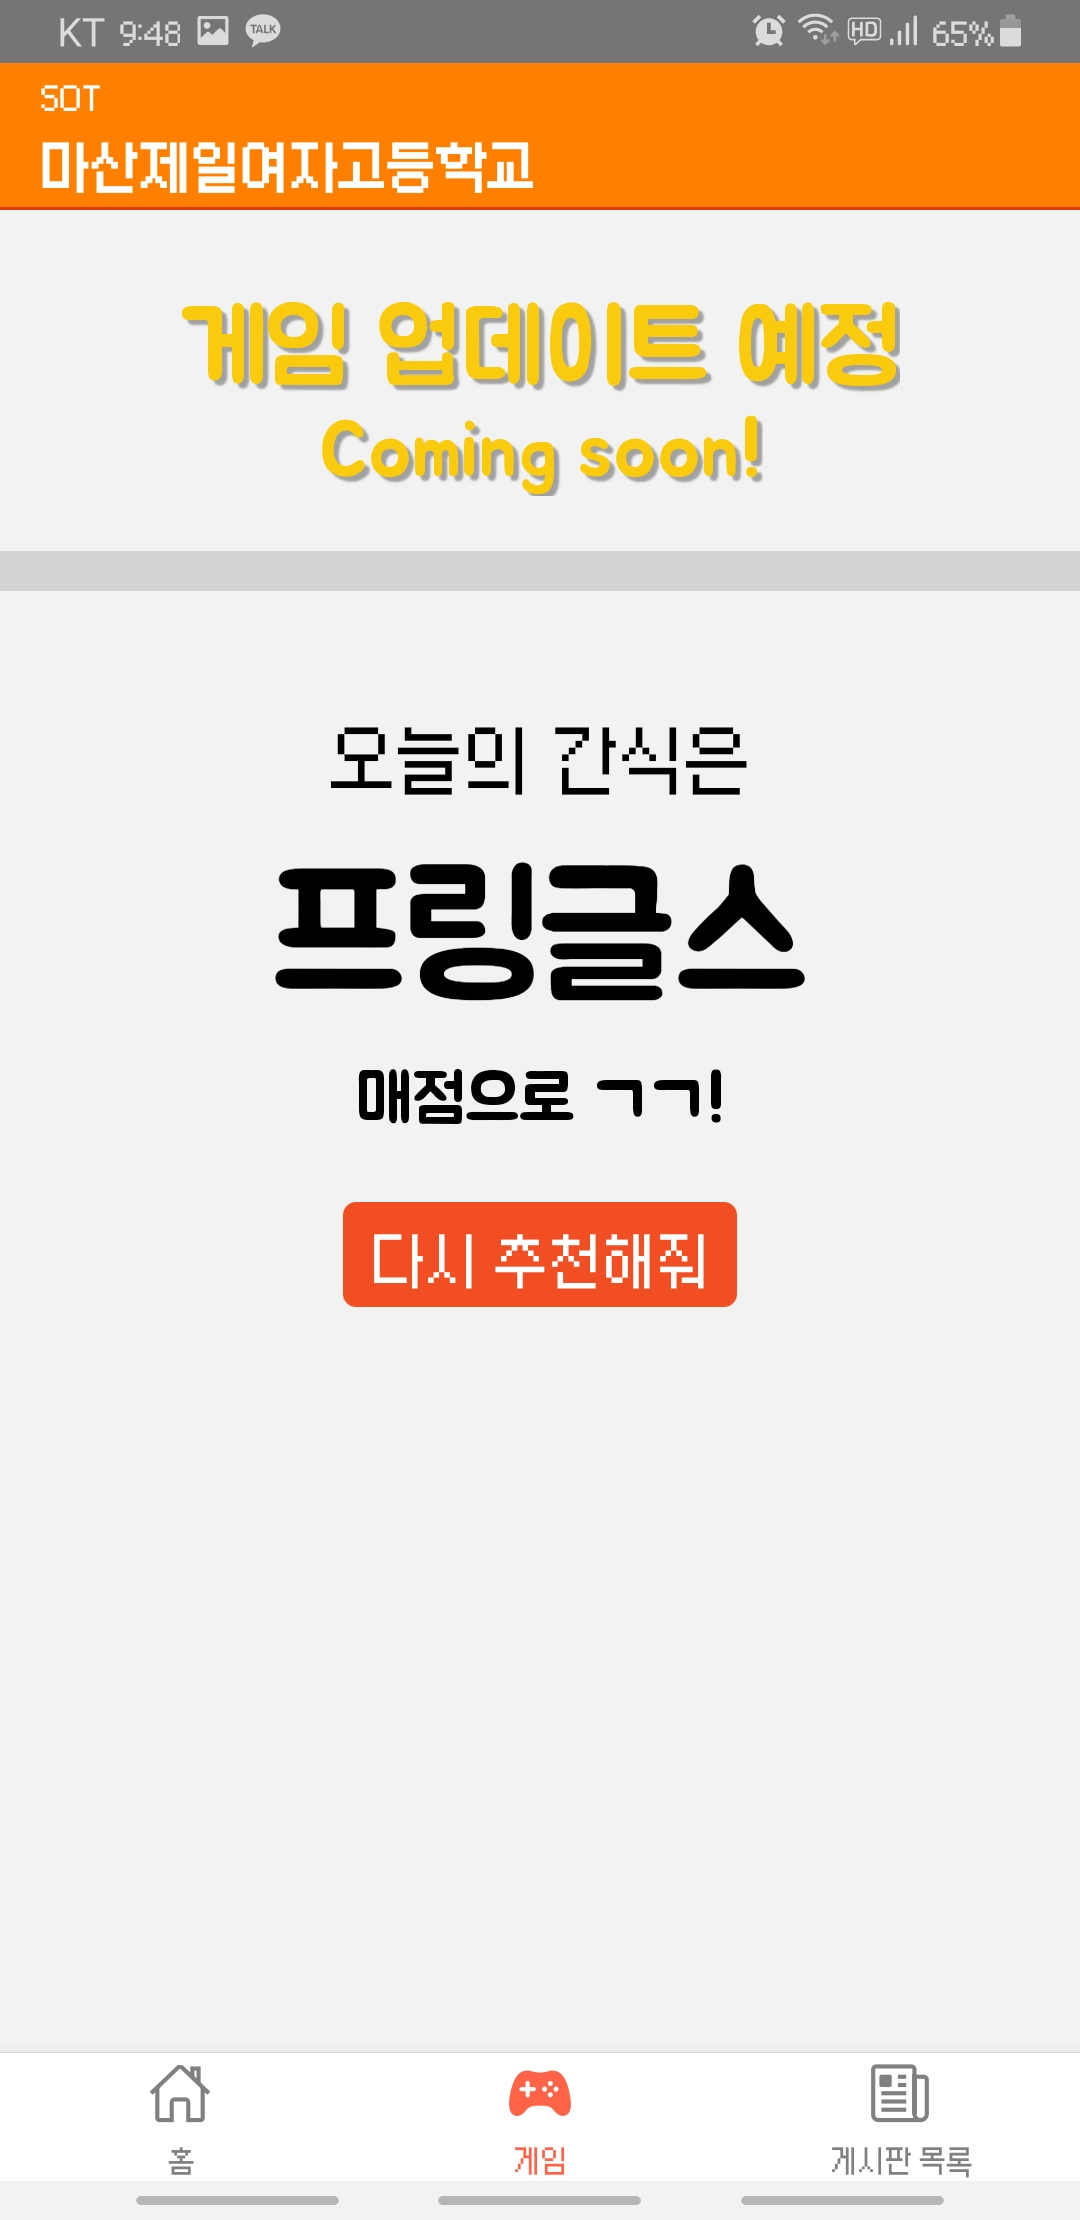 KT 9:48 TALK HD 65%
SOT
마산제일여자고등학교
게임 업데이트 예정
Coming soon!
오늘의 간식은
프링글스
매점으로 ㄱㄱ!
다시 추천해줘
홈 게임 게시판 목록